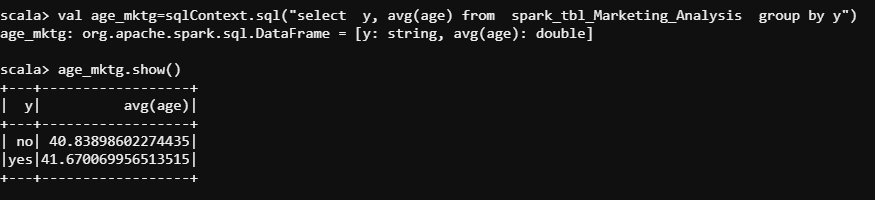 scala> val age_mktg=sqlContext.sql("select  y, avg(age) from  spark_tbl_Marketing_Analysis  group by y")
age_mktg: org.apache.spark.sql.DataFrame = [y: string, avg(age): double]
scala> age_mktg.show()
+---+------------------+
|  y|          avg(age)|
+---+------------------+
| no| 40.83898602274435|
|yes|41.670069956513515|
+---+------------------+